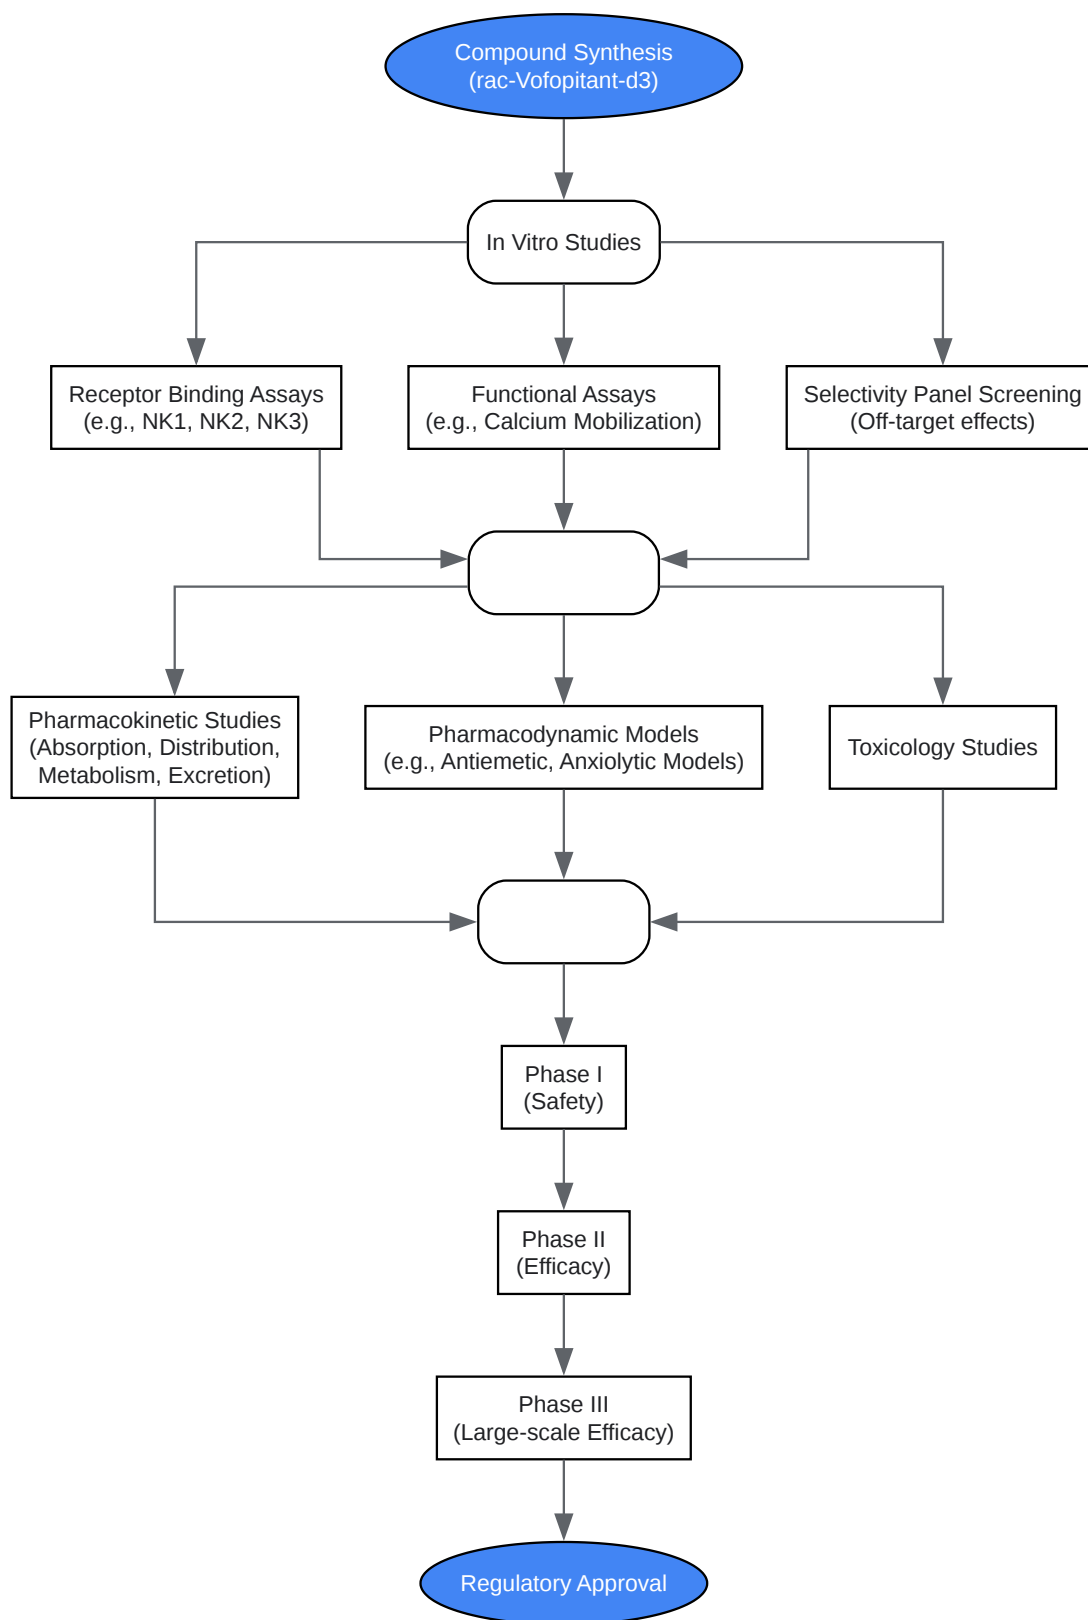 Compound Synthesis
(rac-Vofopitant-d3)
In Vitro Studies
Receptor Binding Assays
(e.g., NK1, NK2, NK3)
Functional Assays
(e.g., Calcium Mobilization)
Selectivity Panel Screening
(Off-target effects)
Pharmacokinetic Studies
(Absorption, Distribution,
Metabolism, Excretion)
Pharmacodynamic Models
(e.g., Antiemetic, Anxiolytic Models)
Toxicology Studies
Phase I
(Safety)
Phase II
(Efficacy)
Phase III
(Large-scale Efficacy)
Regulatory Approval